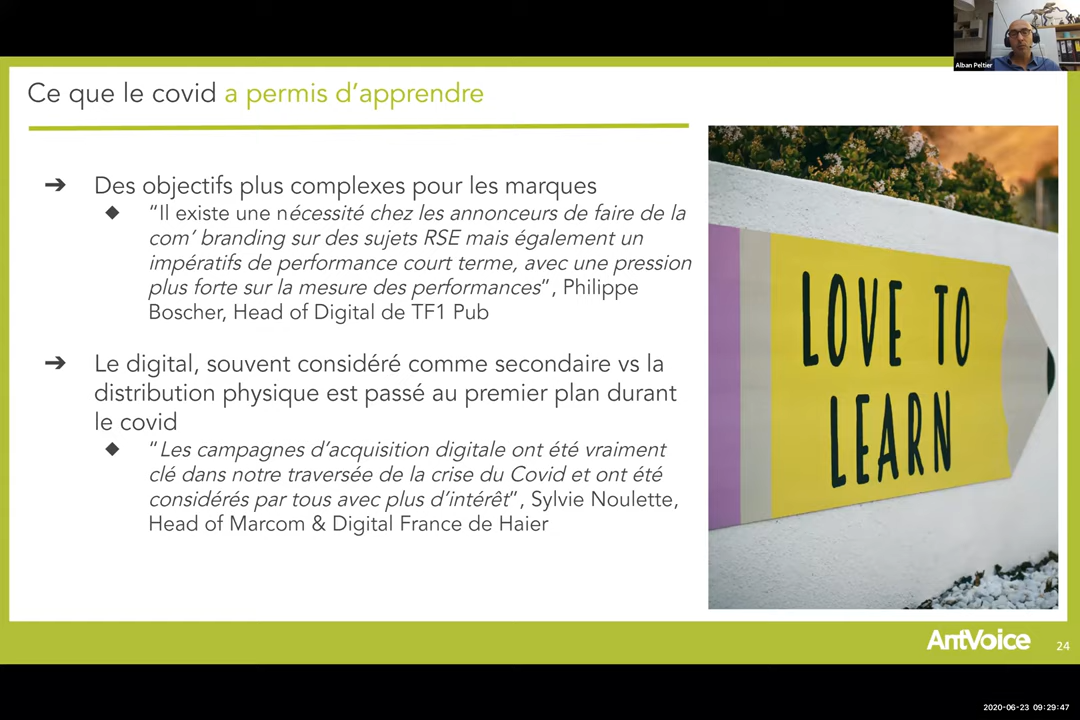 Alban Peltier
Ce que le covid a permis d’apprendre
➔ Des objectifs plus complexes pour les marques
◆ “Il existe une nécessité chez les annonceurs de faire de la
com’ branding sur des sujets RSE mais également un
impératifs de performance court terme, avec une pression
plus forte sur la mesure des performances”, Philippe
Boscher, Head of Digital de TF1 Pub
➔ Le digital, souvent considéré comme secondaire vs la
distribution physique est passé au premier plan durant
le covid
◆ “Les campagnes d’acquisition digitale ont été vraiment
clé dans notre traversée de la crise du Covid et ont été
considérés par tous avec plus d’intérêt”, Sylvie Noulette,
Head of Marcom & Digital France de Haier
LOVE TO
LEARN
AntVoice
24
2020-06-23 09:29:47